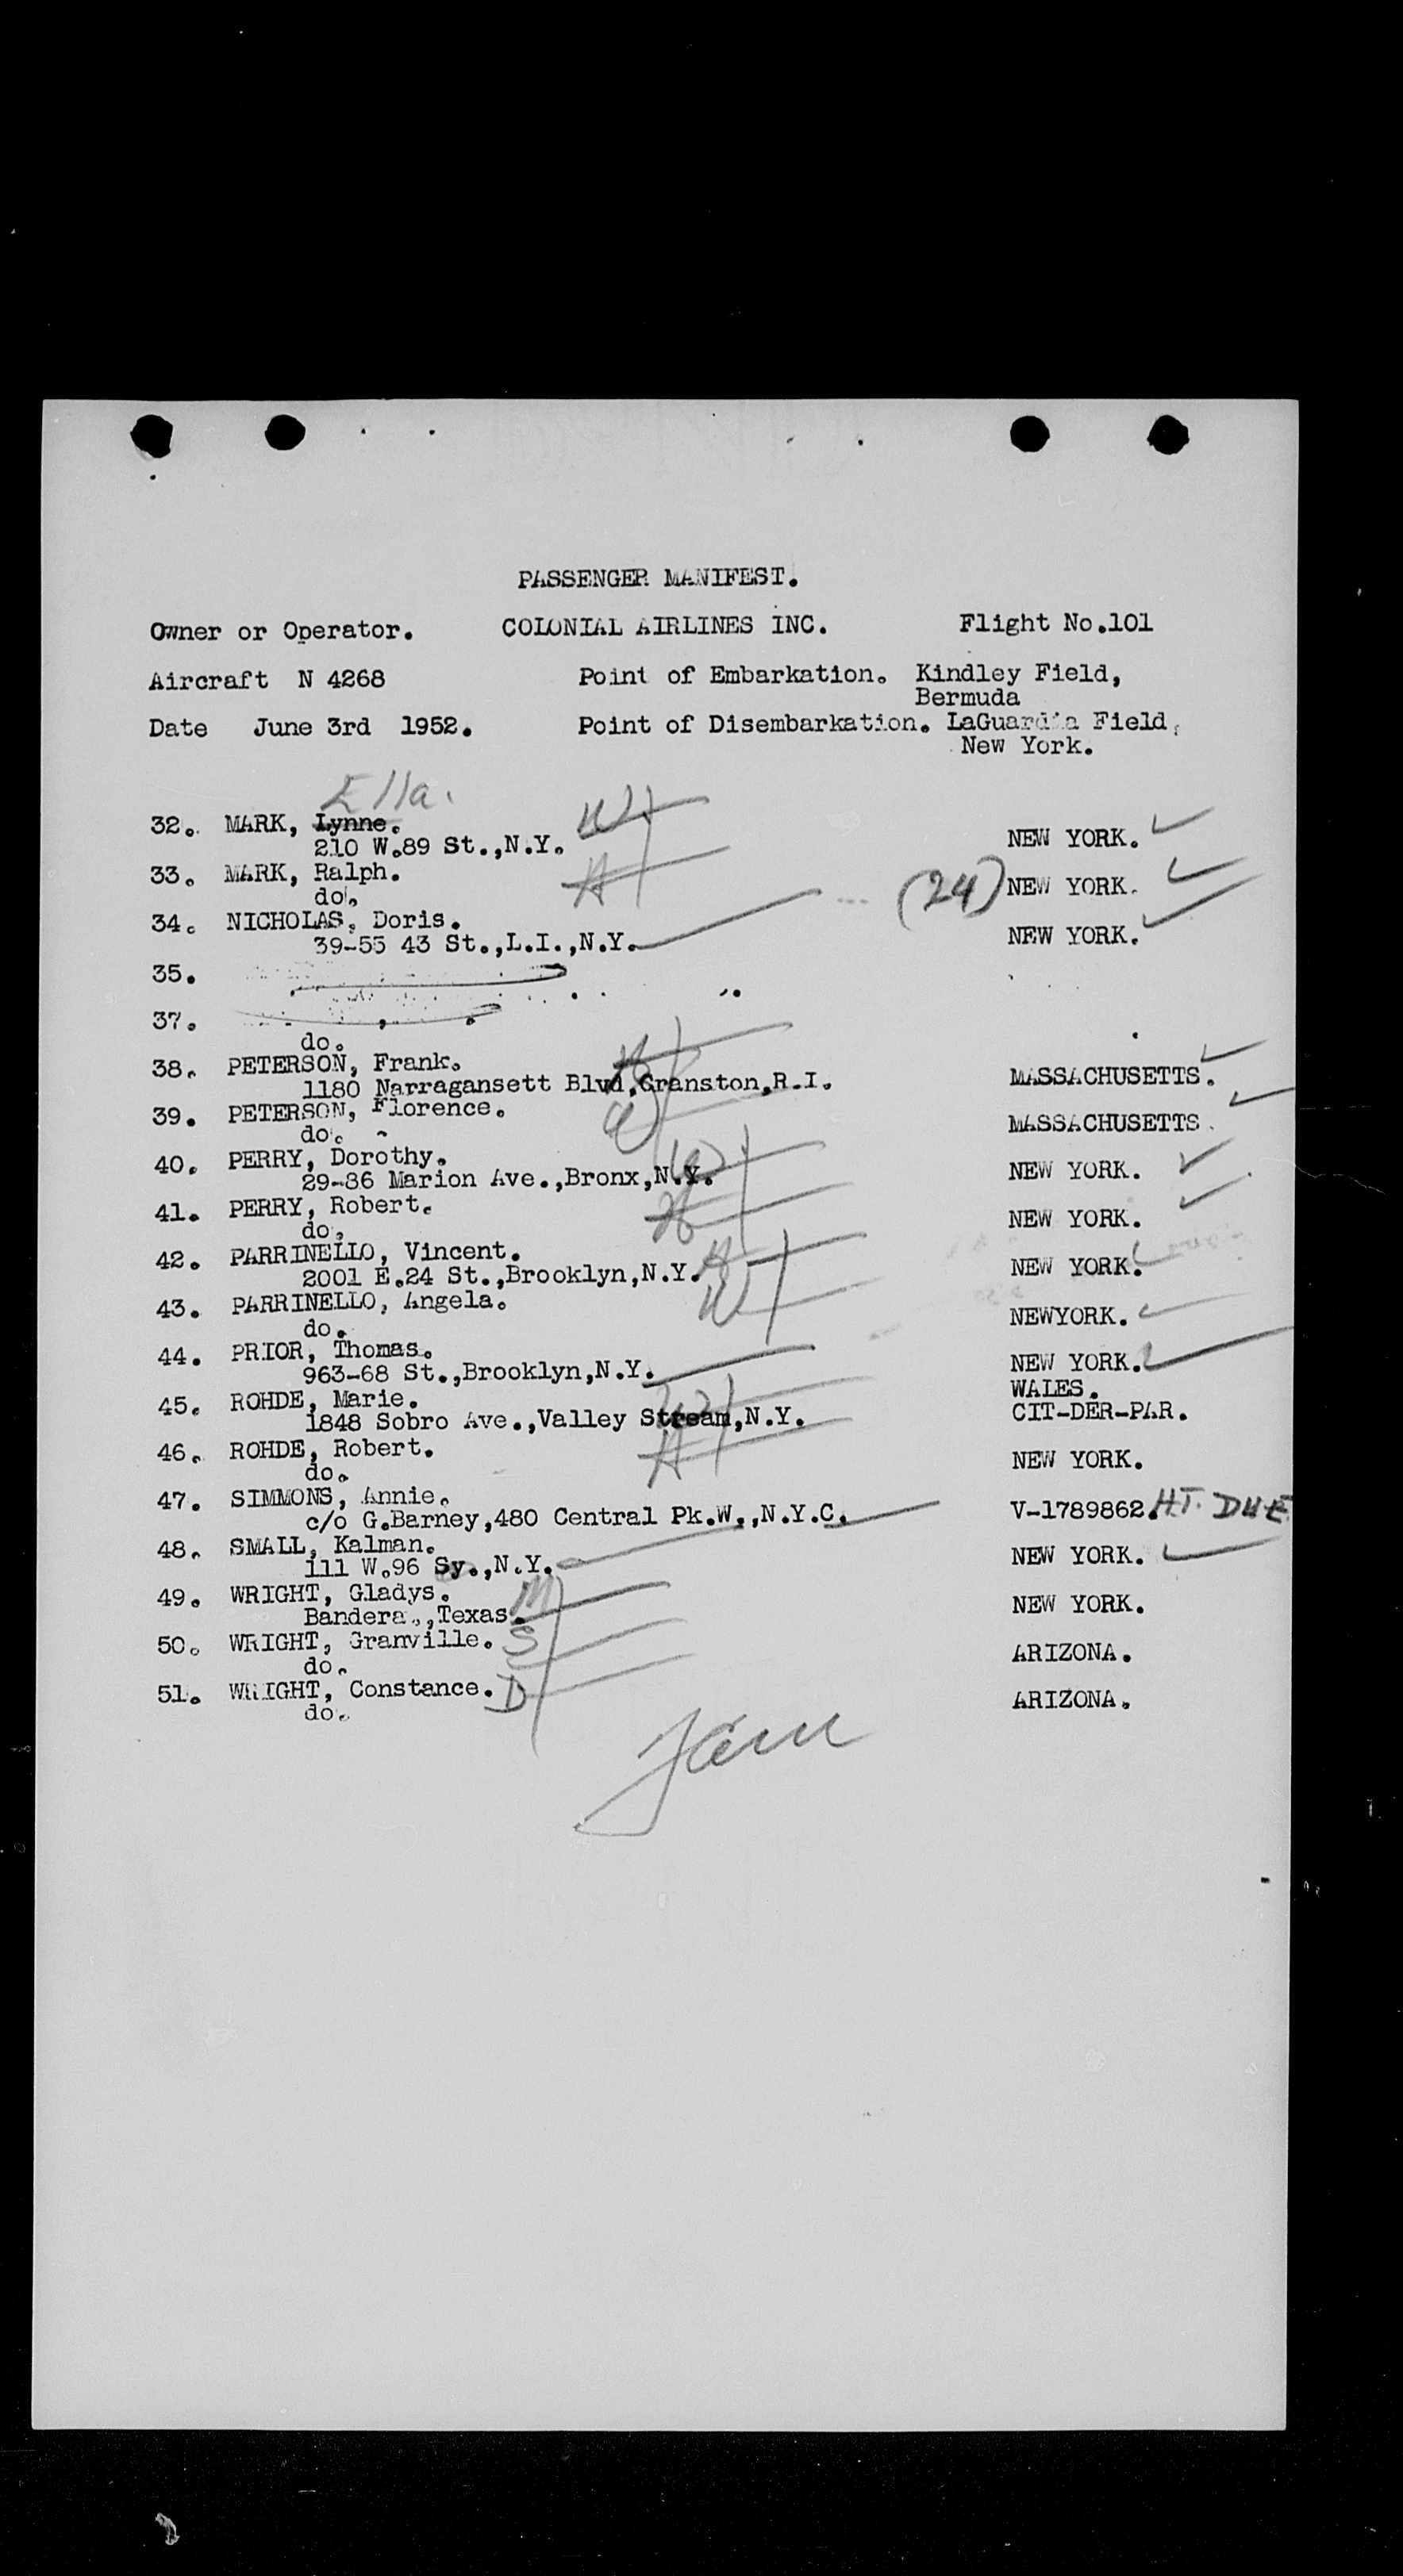 PASSENGER MANIFEST.
Owner or Operator. COLONIAL AIRLINES INC. Flight No.101
Aircraft N 4268 Point of Embarkation. Kindley Field,
Bermuda
Date June 3rd 1952. Point of Disembarkation. LaGuardia Field,
New York.
Ella.
32. MARK, Lynne. W
210 W.89 St.,N.Y. NEW YORK.
33. MARK, Ralph. H
do. (24) NEW YORK.
34. NICHOLAS, Doris.
39-55 43 St.,L.I.,N.Y. NEW YORK.
35.
37.
do.
38. PETERSON, Frank. H
1180 Narragansett Blvd,Cranston,R.I. MASSACHUSETTS.
39. PETERSON, Florence. W
do. MASSACHUSETTS.
40. PERRY, Dorothy. W
29-86 Marion Ave.,Bronx,N.Y. NEW YORK.
41. PERRY, Robert. H
do. NEW YORK.
42. PARRINELLO, Vincent. H
2001 E.24 St.,Brooklyn,N.Y. NEW YORK.
43. PARRINELLO, Angela. W
do. NEWYORK.
44. PRIOR, Thomas.
963-68 St.,Brooklyn,N.Y. NEW YORK.
45. ROHDE, Marie. W WALES.
1848 Sobro Ave.,Valley Stream,N.Y. CIT-DER-PAR.
46. ROHDE, Robert. H
do. NEW YORK.
47. SIMMONS, Annie.
c/o G.Barney,480 Central Pk.W.,N.Y.C. V-1789862. HT. DUE
48. SMALL, Kalman.
111 W.96 Sy.,N.Y. NEW YORK.
49. WRIGHT, Gladys. M
Bandera.,Texas. NEW YORK.
50. WRIGHT, Granville. S
do. ARIZONA.
51. WRIGHT, Constance. D
do. ARIZONA.